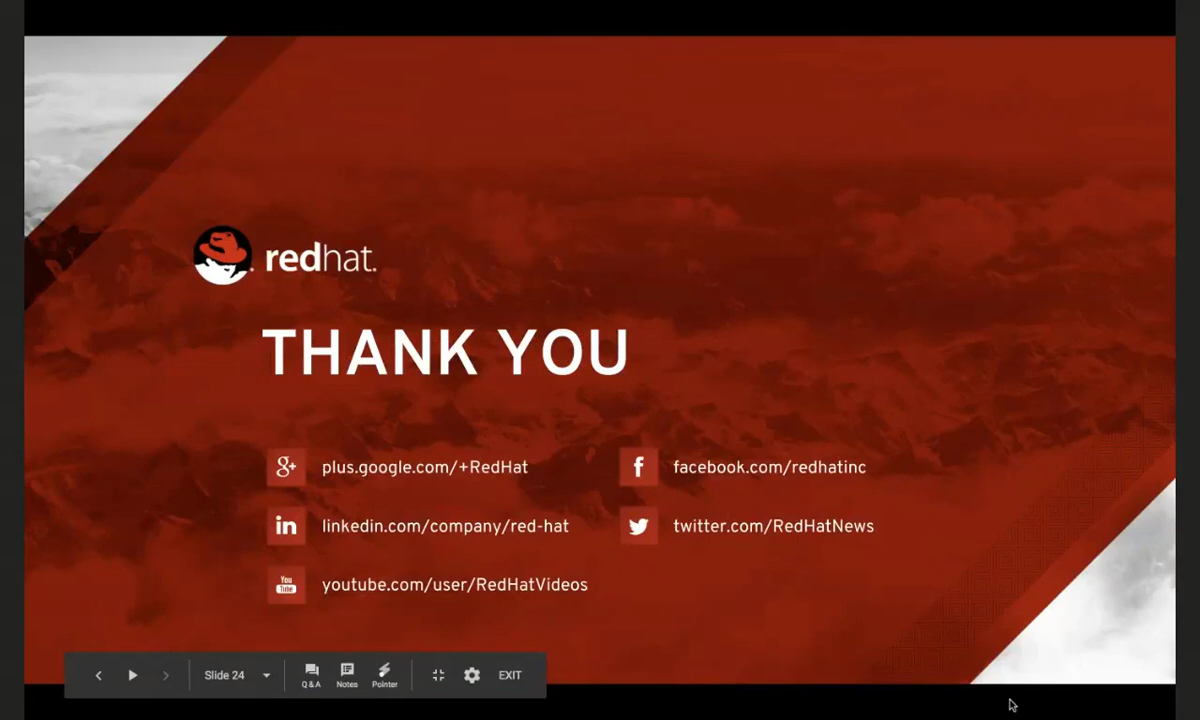 redhat.
THANK YOU
plus.google.com/+RedHat
facebook.com/redhatinc
linkedin.com/company/red-hat
twitter.com/RedHatNews
youtube.com/user/RedHatVideos
Slide 24
Q&A
Notes
Pointer
EXIT